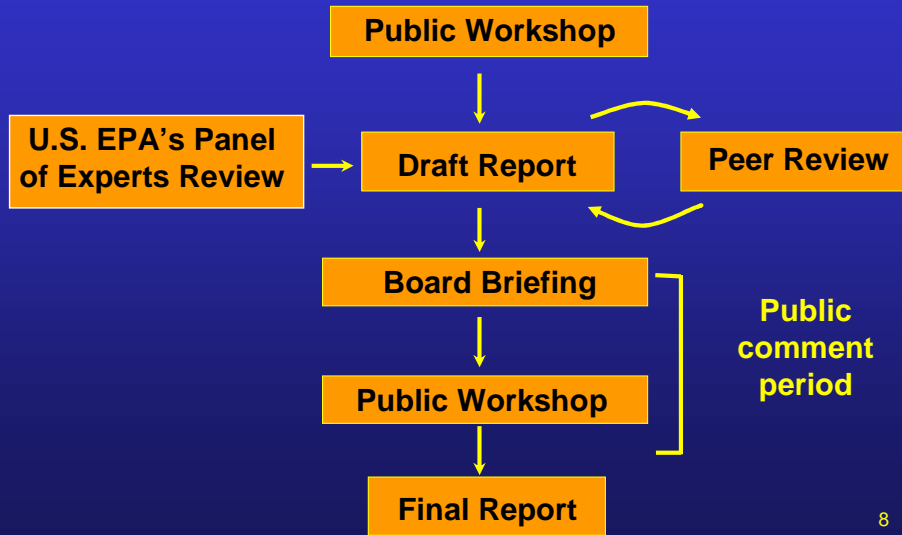 Public Workshop
U.S. EPA's Panel
of Experts Review
Draft Report
Peer Review
Board Briefing
Public
comment
period
Public Workshop
Final Report
8